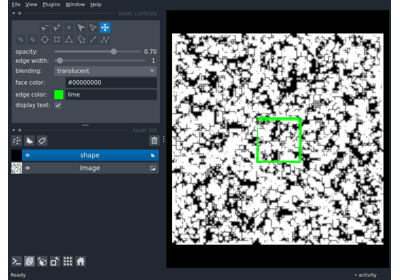 File View Plugins Window Help
layer controls
opacity: 0.70
edge width: 1
blending: translucent
face color: #00000000
edge color: lime
display text:
layer list
shape
Image
Ready
activity